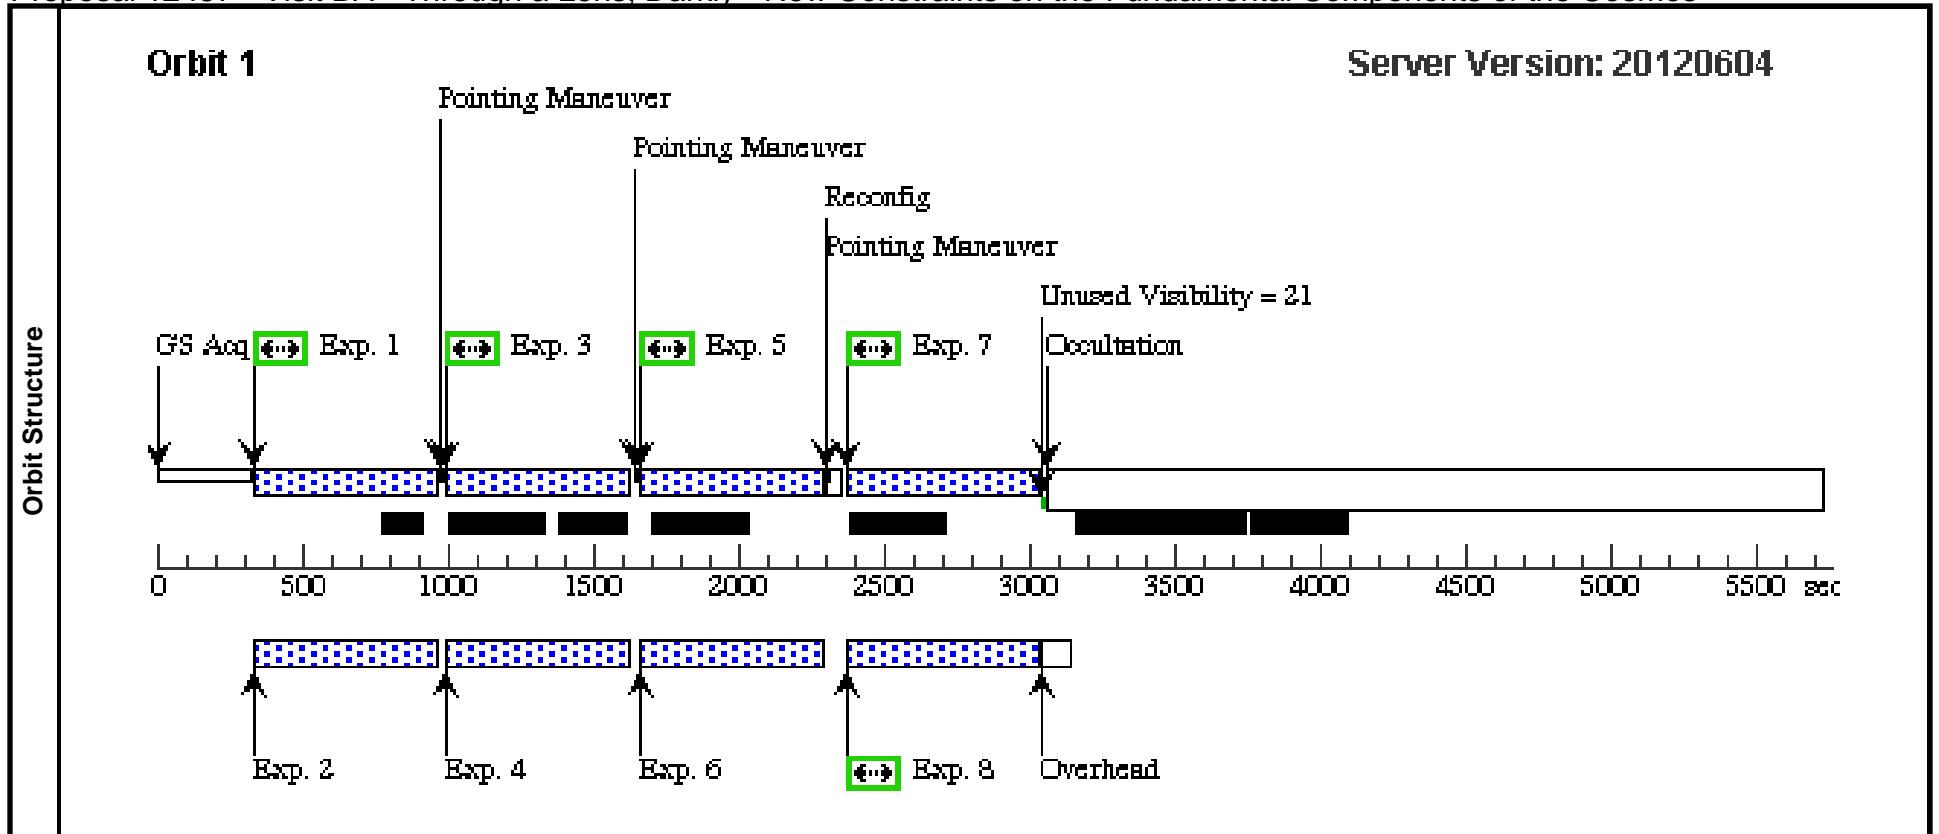 Orbit 1
Server Version: 20120604
Pointing Maneuver
Pointing Maneuver
Reconfig
Pointing Maneuver
Unused Visibility = 21
GS Acq Exp. 1 Exp. 3 Exp. 5 Exp. 7 Occultation
Orbit Structure
0 500 1000 1500 2000 2500 3000 3500 4000 4500 5000 5500 sec
Exp. 2 Exp. 4 Exp. 6 Exp. 8 Overhead